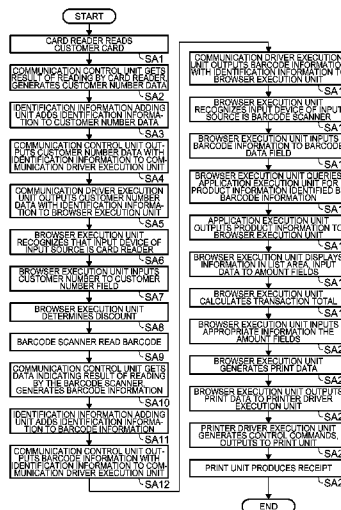 START
CARD READER READS
CUSTOMER CARD
SA1
COMMUNICATION CONTROL UNIT GETS
RESULT OF READING BY CARD READER,
GENERATES CUSTOMER NUMBER DATA
SA2
IDENTIFICATION INFORMATION ADDING
UNIT ADDS IDENTIFICATION INFORMA-
TION TO CUSTOMER NUMBER DATA
SA3
COMMUNICATION CONTROL UNIT OUT-
PUTS CUSTOMER NUMBER DATA WITH
IDENTIFICATION INFORMATION TO COM-
MUNICATION DRIVER EXECUTION UNIT
SA4
COMMUNICATION DRIVER EXECUTION
UNIT OUTPUTS CUSTOMER NUMBER
DATA WITH IDENTIFICATION INFORMA-
TION TO BROWSER EXECUTION UNIT
SA5
BROWSER EXECUTION UNIT
RECOGNIZES THAT INPUT DEVICE OF
INPUT SOURCE IS CARD READER
SA6
BROWSER EXECUTION UNIT INPUTS
CUSTOMER NUMBER TO CUSTOMER
NUMBER FIELD
SA7
BROWSER EXECUTION UNIT
DETERMINES DISCOUNT
SA8
BARCODE SCANNER READ BARCODE
SA9
COMMUNICATION CONTROL UNIT GETS
DATA INDICATING RESULT OF READING
BY THE BARCODE SCANNER
GENERATES BARCODE INFORMATION
SA10
IDENTIFICATION INFORMATION ADDING
UNIT ADDS IDENTIFICATION INFORMA-
TION TO BARCODE INFORMATION
SA11
COMMUNICATION CONTROL UNIT OUT-
PUTS BARCODE INFORMATION WITH
IDENTIFICATION INFORMATION TO COM-
MUNICATION DRIVER EXECUTION UNIT
SA12
COMMUNICATION DRIVER EXECUTION
UNIT OUTPUTS BARCODE INFORMATION
WITH IDENTIFICATION INFORMATION TO
BROWSER EXECUTION UNIT
SA1
BROWSER EXECUTION UNIT
RECOGNIZES INPUT DEVICE OF INPUT
SOURCE IS BARCODE SCANNER
SA1
BROWSER EXECUTION UNIT INPUTS
BARCODE INFORMATION TO BARCODE
DATA FIELD
SA1
BROWSER EXECUTION UNIT QUERIES
APPLICATION EXECUTION UNIT FOR
PRODUCT INFORMATION IDENTIFIED B
BARCODE INFORMATION
SA1
APPLICATION EXECUTION UNIT
OUTPUTS PRODUCT INFORMATION TO
BROWSER EXECUTION UNIT
SA1
BROWSER EXECUTION UNIT DISPLAYS
INFORMATION IN LIST AREA, INPUT
DATA TO AMOUNT FIELDS
SA1
BROWSER EXECUTION UNIT
CALCULATES TRANSACTION TOTAL
SA1
BROWSER EXECUTION UNIT INPUTS
APPROPRIATE INFORMATION THE
AMOUNT FIELDS
SA2
BROWSER EXECUTION UNIT
GENERATES PRINT DATA
SA2
BROWSER EXECUTION UNIT OUTPUTS
PRINT DATA TO PRINTER DRIVER
EXECUTION UNIT
SA2
PRINTER DRIVER EXECUTION UNIT
GENERATES CONTROL COMMANDS,
OUTPUTS TO PRINT UNIT
SA2
PRINT UNIT PRODUCES RECEIPT
SA2
END